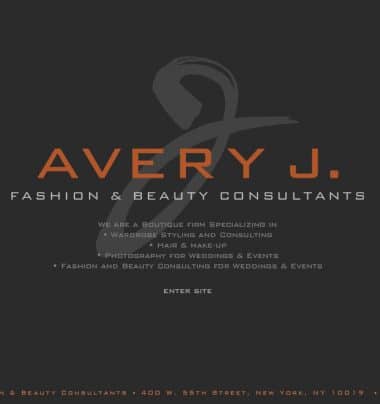 AVERY J.
FASHION & BEAUTY CONSULTANTS
WE ARE A BOUTIQUE FIRM SPECIALIZING IN
• WARDROBE STYLING AND CONSULTING
• HAIR & MAKE-UP
• PHOTOGRAPHY FOR WEDDINGS & EVENTS
• FASHION AND BEAUTY CONSULTING FOR WEDDINGS & EVENTS
ENTER SITE
N & BEAUTY CONSULTANTS • 400 W. 55TH STREET, NEW YORK, NY 10019 •